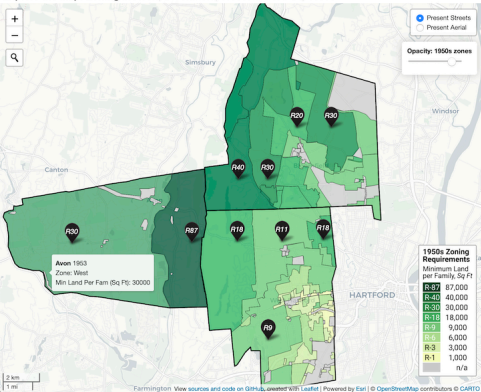 +
−
Present Streets
Present Aerial
Opacity: 1950s zones
Simsbury
Windsor
R20
R30
R40
R30
Canton
R30
R87
R18
R11
R18
Avon 1953
Zone: West
Min Land Per Fam (Sq Ft): 30000
HARTFORD
R9
1950s Zoning
Requirements
Minimum Land
per Family, Sq Ft
R-87 87,000
R-40 40,000
R-30 30,000
R-18 18,000
R-9 9,000
R-6 6,000
R-3 3,000
R-1 1,000
n/a
2 km
1 mi
Farmington
View sources and code on GitHub, created with Leaflet | Powered by Esri | © OpenStreetMap contributors © CARTO